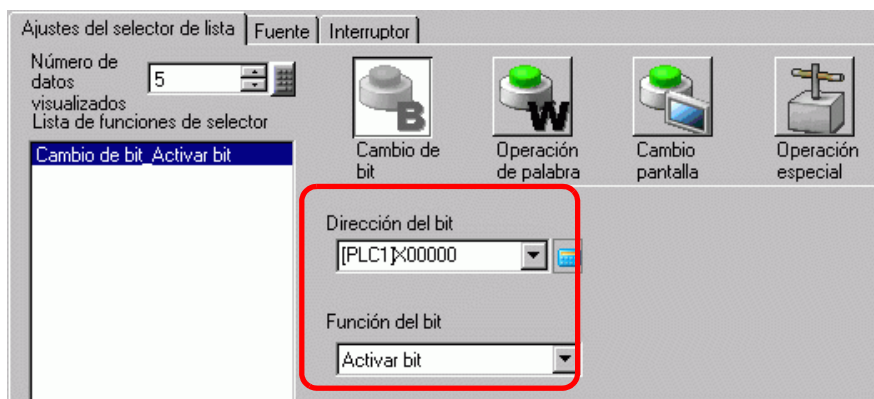 Ajustes del selector de lista
Fuente
Interruptor
Número de
datos
visualizados
5
Lista de funciones de selector
Cambio de bit_Activar bit
B
Cambio de
bit
W
Operación
de palabra
Cambio
pantalla
Operación
especial
Dirección del bit
[PLC1]X00000
Función del bit
Activar bit